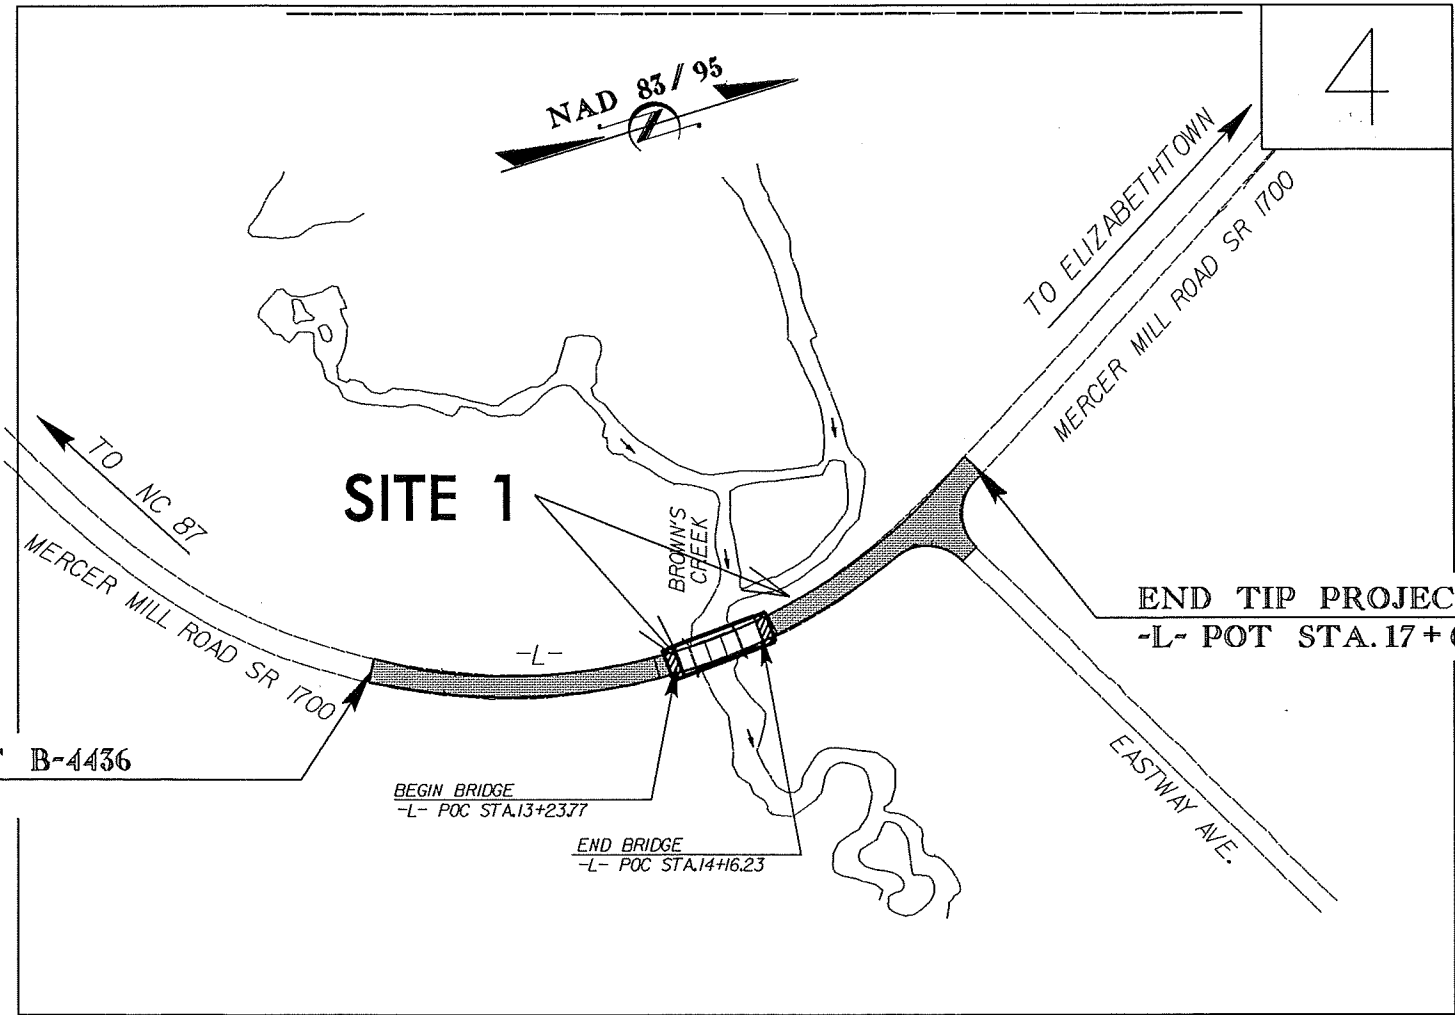 4
NAD 83/95
TO ELIZABETHTOWN
MERCER MILL ROAD SR 1700
TO NC 87
SITE 1
BROWN'S
CREEK
MERCER MILL ROAD SR 1700
-L-
END TIP PROJEC
-L- POT STA. 17+
B-4436
BEGIN BRIDGE
-L- POC STA.13+23.77
END BRIDGE
-L- POC STA.14+16.23
EASTWAY AVE.